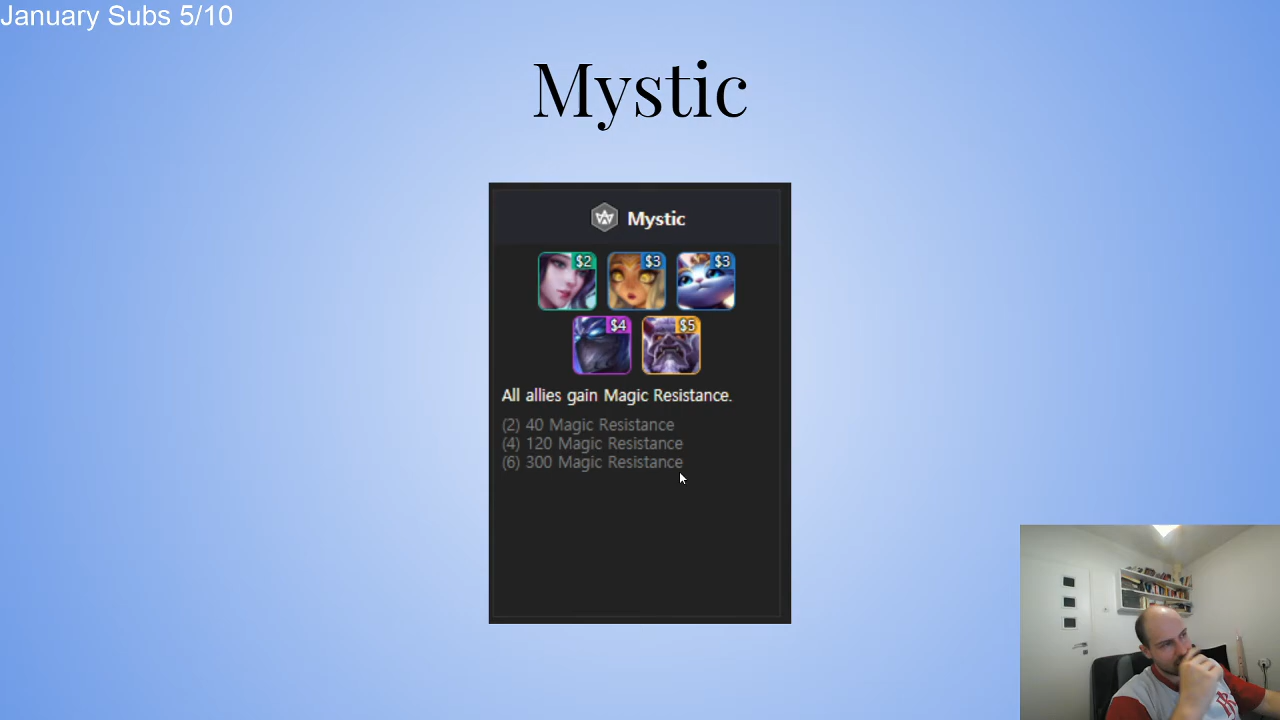 January Subs 5/10
Mystic
Mystic
$2 $3 $3
$4 $5
All allies gain Magic Resistance.
(2) 40 Magic Resistance
(4) 120 Magic Resistance
(6) 300 Magic Resistance